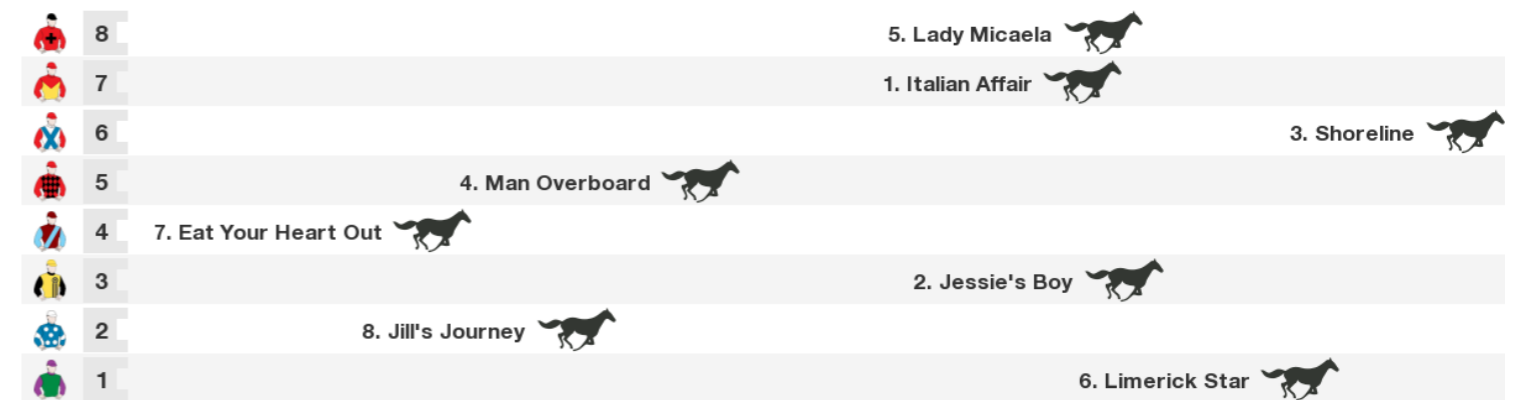 8 5. Lady Micaela
7 1. Italian Affair
6 3. Shoreline
5 4. Man Overboard
4 7. Eat Your Heart Out
3 2. Jessie's Boy
2 8. Jill's Journey
1 6. Limerick Star